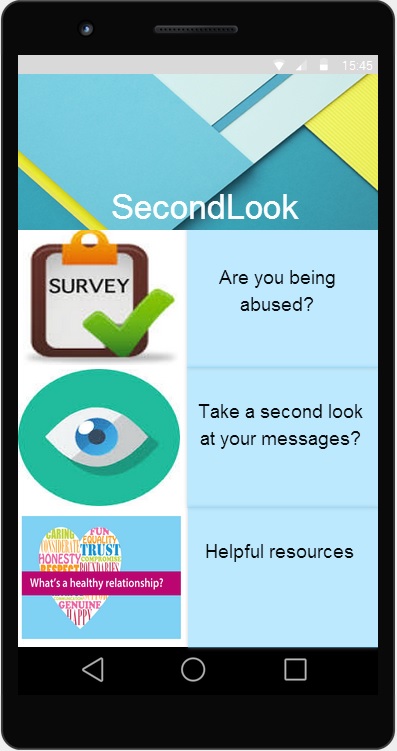 15:45
SecondLook
SURVEY
Are you being
abused?
Take a second look
at your messages?
CARING
FUN
CONSIDERATE
EQUALITY
HONESTY
TRUST
COMPROMISE
RESPECT
BOUNDARIES
What's a healthy relationship?
GENUINE
HAPPY
Helpful resources